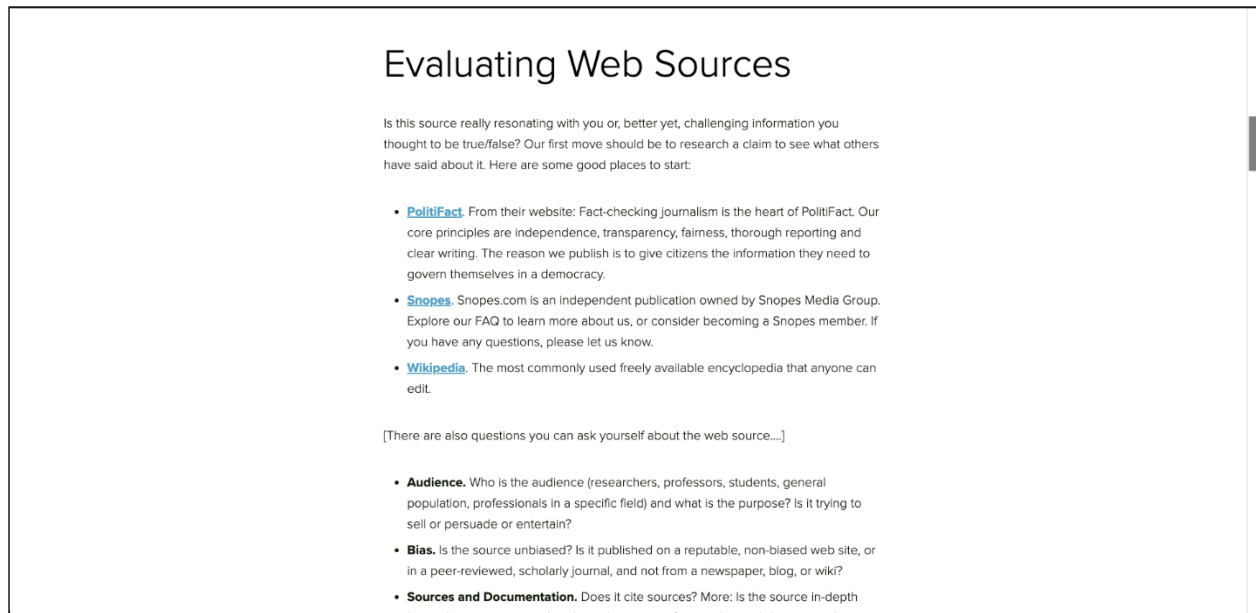 Evaluating Web Sources
Is this source really resonating with you or, better yet, challenging information you
thought to be true/false? Our first move should be to research a claim to see what others
have said about it. Here are some good places to start:
• PolitiFact. From their website: Fact-checking journalism is the heart of PolitiFact. Our
core principles are independence, transparency, fairness, thorough reporting and
clear writing. The reason we publish is to give citizens the information they need to
govern themselves in a democracy.
• Snopes. Snopes.com is an independent publication owned by Snopes Media Group.
Explore our FAQ to learn more about us, or consider becoming a Snopes member. If
you have any questions, please let us know.
• Wikipedia. The most commonly used freely available encyclopedia that anyone can
edit.
[There are also questions you can ask yourself about the web source....]
• Audience. Who is the audience (researchers, professors, students, general
population, professionals in a specific field) and what is the purpose? Is it trying to
sell or persuade or entertain?
• Bias. Is the source unbiased? Is it published on a reputable, non-biased web site, or
in a peer-reviewed, scholarly journal, and not from a newspaper, blog, or wiki?
• Sources and Documentation. Does it cite sources? More: Is the source in-depth